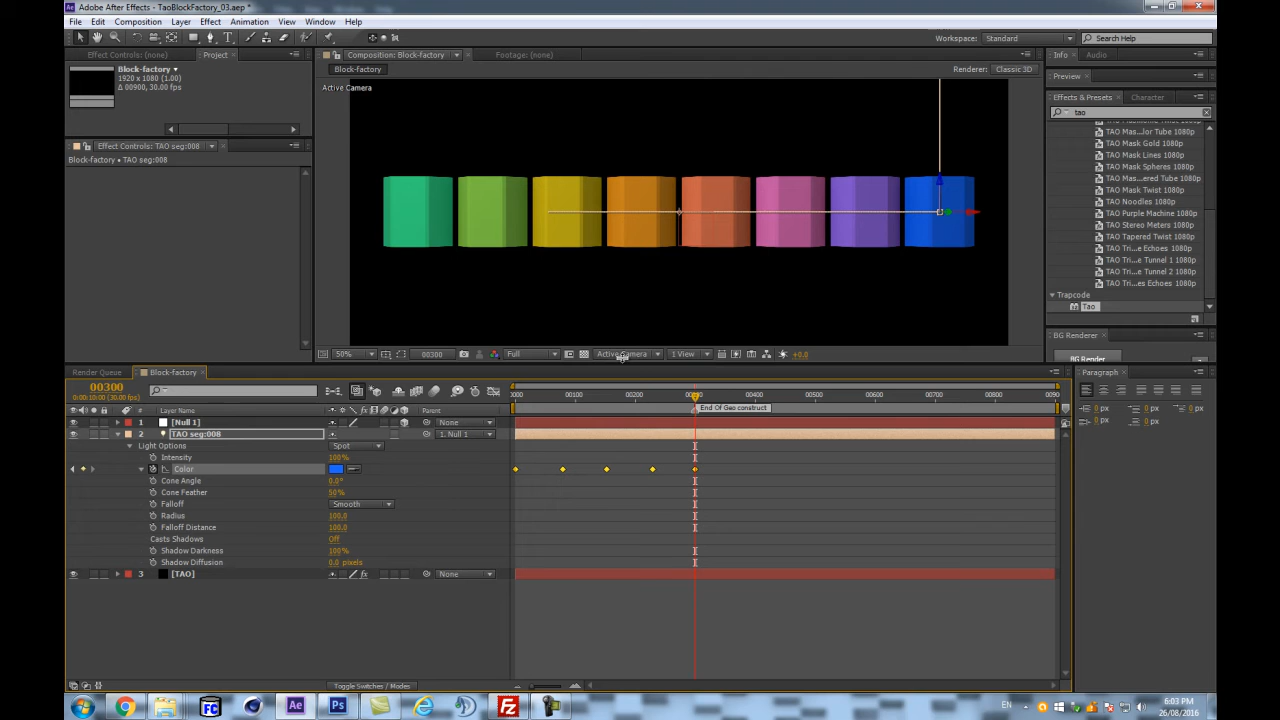 Adobe After Effects - TaoBlockFactory_03.aep *
File Edit Composition Layer Effect Animation View Window Help
Workspace: Standard Search Help
Effect Controls: (none) Project
Composition: Block-factory Footage: (none)
Info Audio
Block-factory
1920 x 1080 (1.00)
Δ 00900, 30.00 fps
Block-factory
Renderer: Classic 3D
Active Camera
Preview
Effects & Presets Character
tao
TAO Mas...lor Tube 1080p
TAO Mask Gold 1080p
TAO Mask Lines 1080p
TAO Mask Spheres 1080p
TAO Mas...ered Tube 1080p
TAO Mask Twist 1080p
TAO Noodles 1080p
TAO Purple Machine 1080p
TAO Stereo Meters 1080p
TAO Tapered Twist 1080p
TAO Tri...e Echoes 1080p
TAO Tri...e Tunnel 1 1080p
TAO Tri...e Tunnel 2 1080p
TAO Tri...es Echoes 1080p
Trapcode
Tao
Effect Controls: TAO seg:008
Block-factory • TAO seg:008
50% 00300 Full Active Camera 1 View +0.0
BG Renderer
BG Render
Render Queue Block-factory
Paragraph
00300
0:00:10:00 (30.00 fps)
# Layer Name Parent
End Of Geo construct
1 [Null 1] None
2 TAO seg:008 1. Null 1
Light Options Spot
Intensity 100%
Color
Cone Angle 0.0°
Cone Feather 50%
Falloff Smooth
Radius 100.0
Falloff Distance 100.0
Casts Shadows Off
Shadow Darkness 100%
Shadow Diffusion 0.0 pixels
3 [TAO] None
0 px 0 px
0 px 0 px
0 px
Toggle Switches / Modes
EN
6:03 PM
26/08/2016